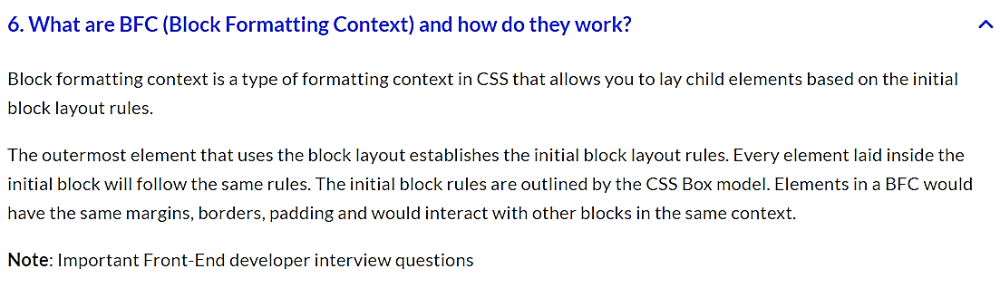 6. What are BFC (Block Formatting Context) and how do they work?
Block formatting context is a type of formatting context in CSS that allows you to lay child elements based on the initial
block layout rules.
The outermost element that uses the block layout establishes the initial block layout rules. Every element laid inside the
initial block will follow the same rules. The initial block rules are outlined by the CSS Box model. Elements in a BFC would
have the same margins, borders, padding and would interact with other blocks in the same context.
Note: Important Front-End developer interview questions